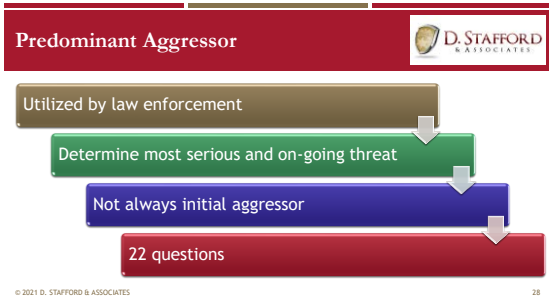 Predominant Aggressor
D. STAFFORD
& ASSOCIATES
Utilized by law enforcement
Determine most serious and on-going threat
Not always initial aggressor
22 questions
© 2021 D. STAFFORD & ASSOCIATES
28